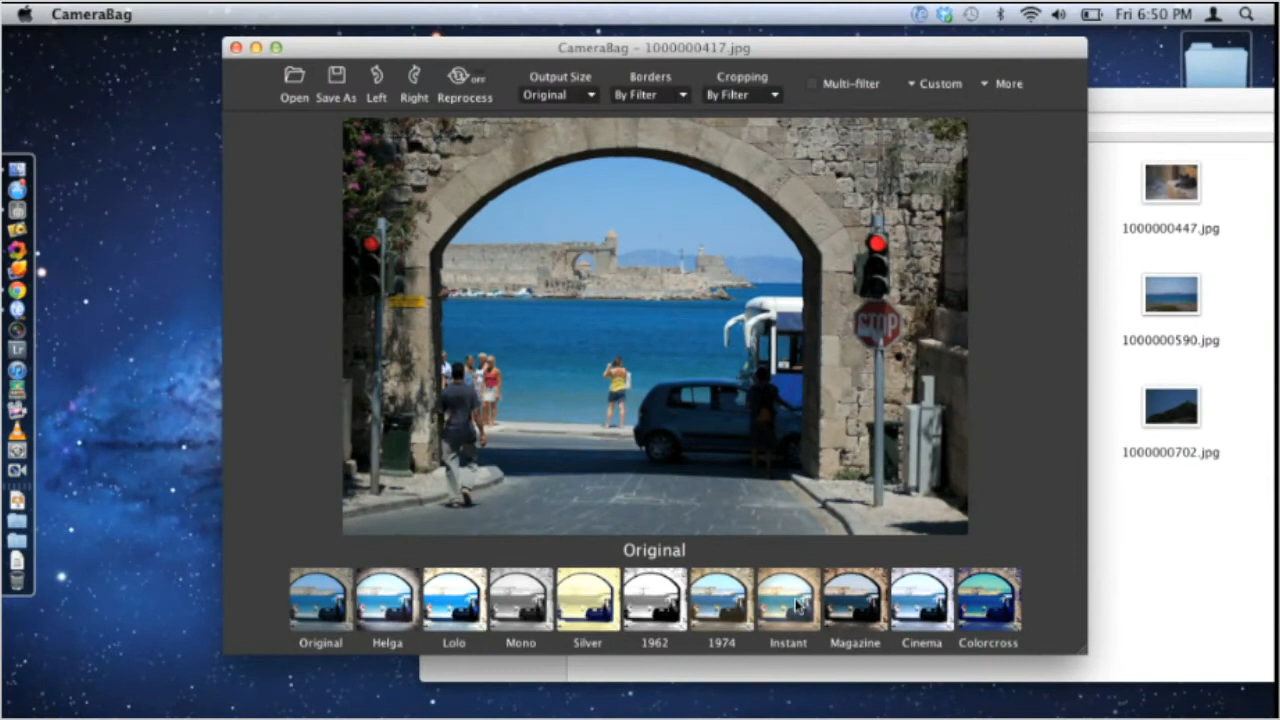 CameraBag
Fri 6:50 PM
CameraBag - 1000000417.jpg
Open
Save As
Left
Right
OFF
Reprocess
Output Size
Original
Borders
By Filter
Cropping
By Filter
Multi-filter
Custom
More
STOP
1000000447.jpg
1000000590.jpg
1000000702.jpg
Lr
Original
Original
Helga
Lolo
Mono
Silver
1962
1974
Instant
Magazine
Cinema
Colorcross